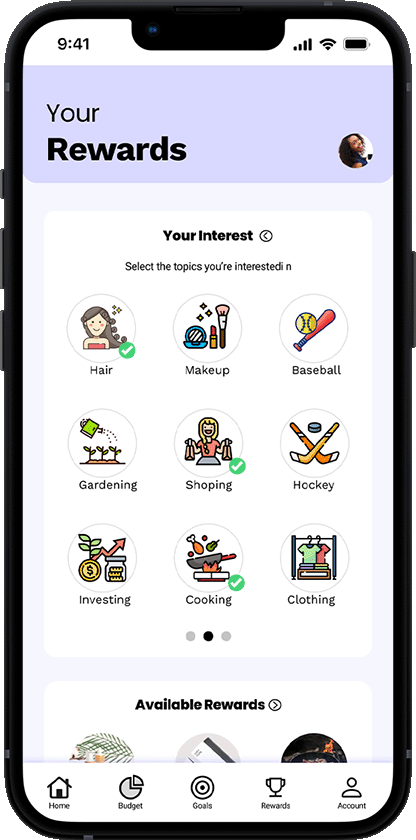 9:41
Your
Rewards
Your Interest
Select the topics you're interestedi n
Hair Makeup Baseball
Gardening Shoping Hockey
Investing Cooking Clothing
Available Rewards
Home Budget Goals Rewards Account